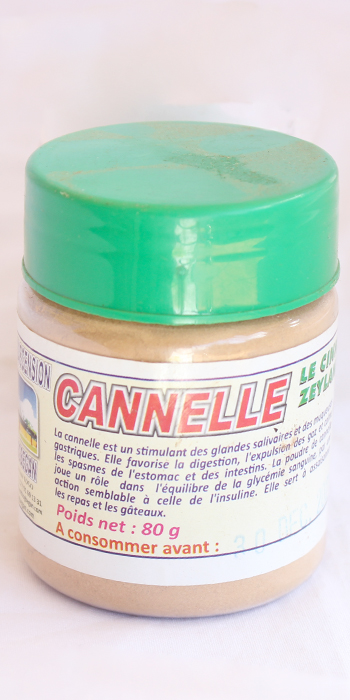 CANNELLE
LE
ZEYL
La cannelle est un stimulant des glandes salivaires et des
gastriques. Elle favorise la digestion, l'expulsion des gaz et
les spasmes de l'estomac et des intestins. La poudre de
joue un rôle dans l'équilibre de la glycémie sanguine,
action semblable à celle de l'insuline. Elle sert à
les repas et les gâteaux.
Poids net : 80 g
A consommer avant :